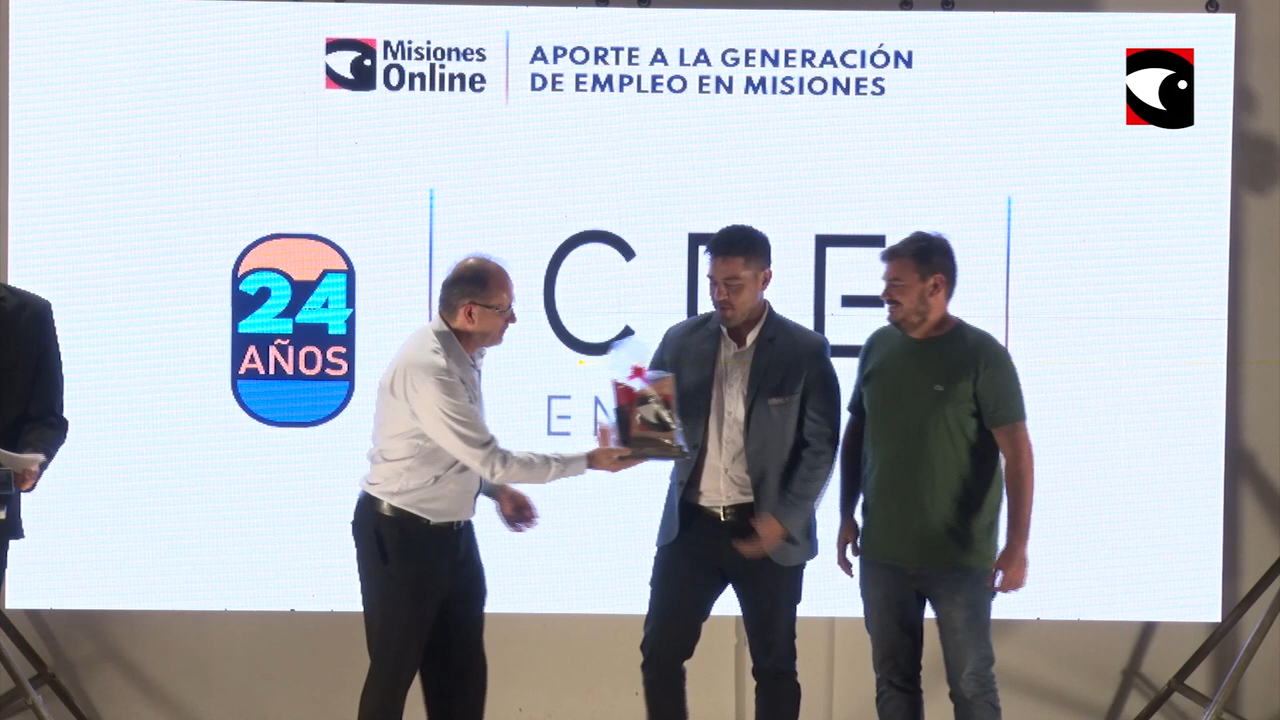 Misiones
Online
APORTE A LA GENERACIÓN
DE EMPLEO EN MISIONES
24
AÑOS